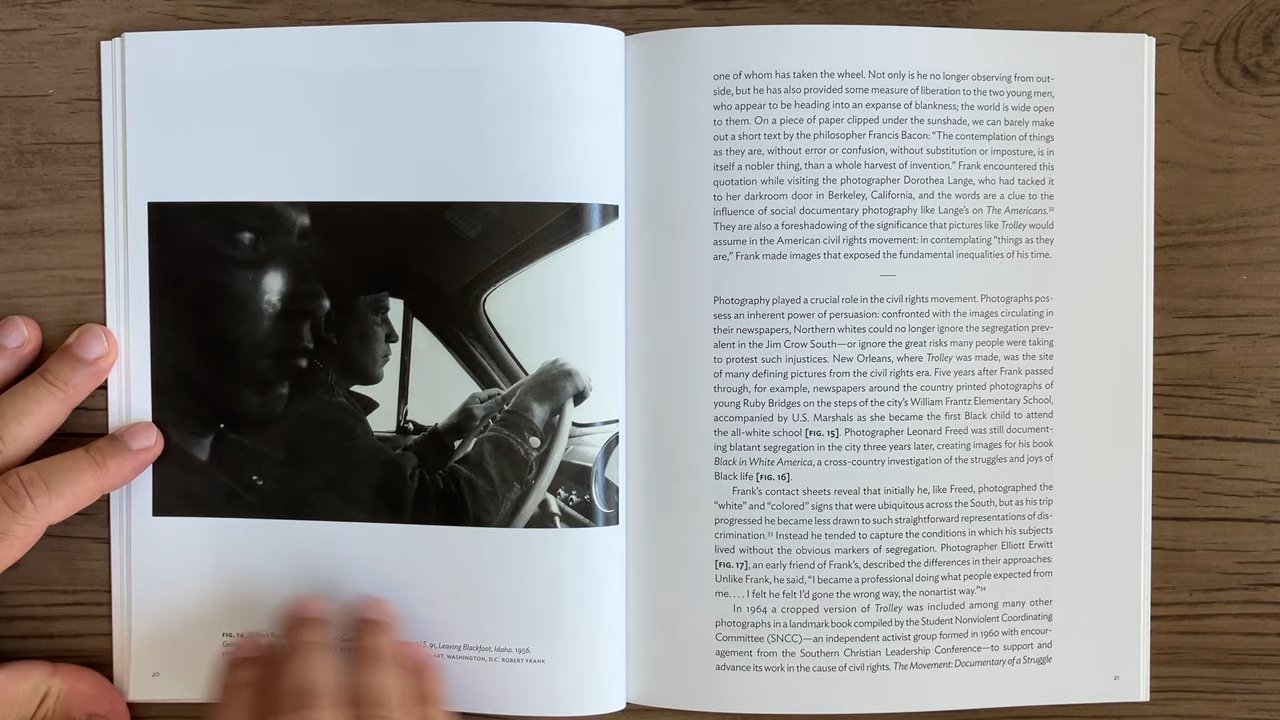 FIG. 14
U.S. 91, Leaving Blackfoot, Idaho, 1956.
ART, WASHINGTON, D.C. ROBERT FRANK
20
one of whom has taken the wheel. Not only is he no longer observing from out-
side, but he has also provided some measure of liberation to the two young men,
who appear to be heading into an expanse of blankness; the world is wide open
to them. On a piece of paper clipped under the sunshade, we can barely make
out a short text by the philosopher Francis Bacon: “The contemplation of things
as they are, without error or confusion, without substitution or imposture, is in
itself a nobler thing, than a whole harvest of invention.” Frank encountered this
quotation while visiting the photographer Dorothea Lange, who had tacked it
to her darkroom door in Berkeley, California, and the words are a clue to the
influence of social documentary photography like Lange’s on The Americans.
They are also a foreshadowing of the significance that pictures like Trolley would
assume in the American civil rights movement: in contemplating “things as they
are,” Frank made images that exposed the fundamental inequalities of his time.
Photography played a crucial role in the civil rights movement. Photographs pos-
sess an inherent power of persuasion: confronted with the images circulating in
their newspapers, Northern whites could no longer ignore the segregation prev-
alent in the Jim Crow South—or ignore the great risks many people were taking
to protest such injustices. New Orleans, where Trolley was made, was the site
of many defining pictures from the civil rights era. Five years after Frank passed
through, for example, newspapers around the country printed photographs of
young Ruby Bridges on the steps of the city’s William Frantz Elementary School,
accompanied by U.S. Marshals as she became the first Black child to attend
the all-white school [FIG. 15]. Photographer Leonard Freed was still document-
ing blatant segregation in the city three years later, creating images for his book
Black in White America, a cross-country investigation of the struggles and joys of
Black life [FIG. 16].
Frank’s contact sheets reveal that initially he, like Freed, photographed the
“white” and “colored” signs that were ubiquitous across the South, but as his trip
progressed he became less drawn to such straightforward representations of dis-
crimination.³³ Instead he tended to capture the conditions in which his subjects
lived without the obvious markers of segregation. Photographer Elliott Erwitt
[FIG. 17], an early friend of Frank’s, described the differences in their approaches:
Unlike Frank, he said, “I became a professional doing what people expected from
me. . . . I felt he felt I’d gone the wrong way, the nonartist way.”³⁴
In 1964 a cropped version of Trolley was included among many other
photographs in a landmark book compiled by the Student Nonviolent Coordinating
Committee (SNCC)—an independent activist group formed in 1960 with encour-
agement from the Southern Christian Leadership Conference—to support and
advance its work in the cause of civil rights. The Movement: Documentary of a Struggle
21